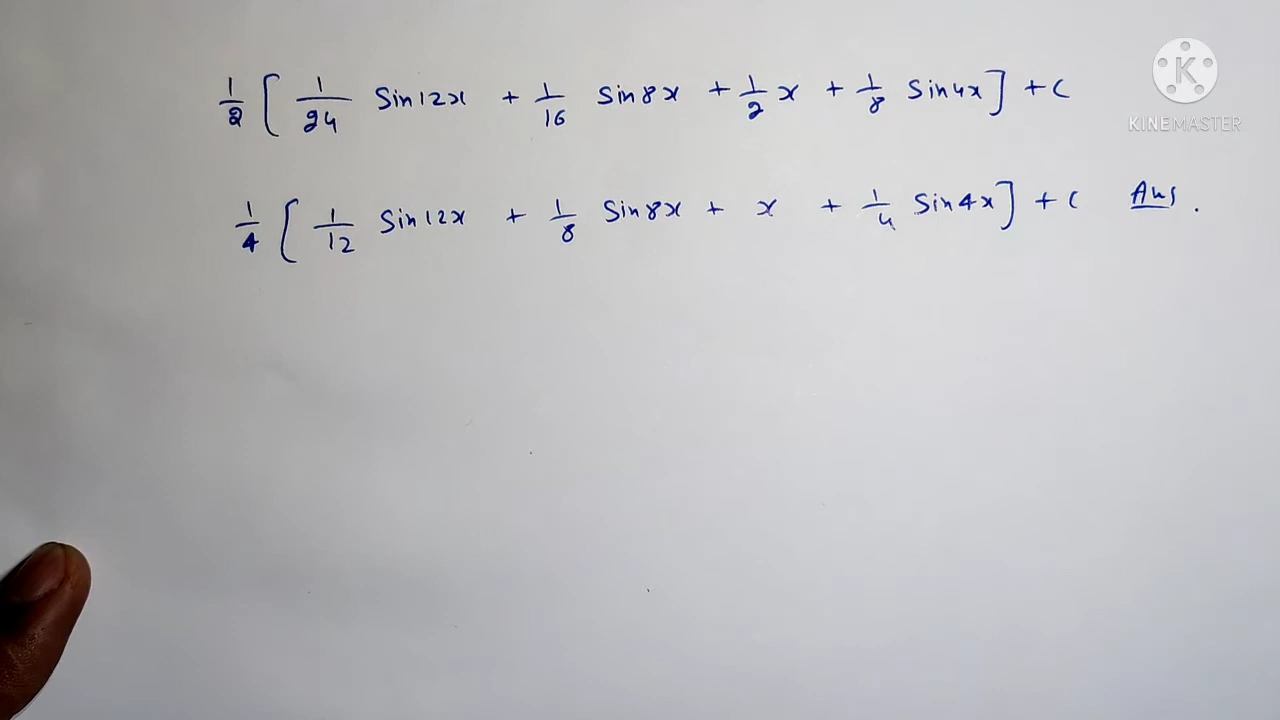 1/2 [ 1/24 Sin12x + 1/16 Sin8x + 1/2 x + 1/8 Sin4x ] + C
1/4 [ 1/12 Sin12x + 1/8 Sin8x + x + 1/4 Sin4x ] + C Ans.
K
KINEMASTER